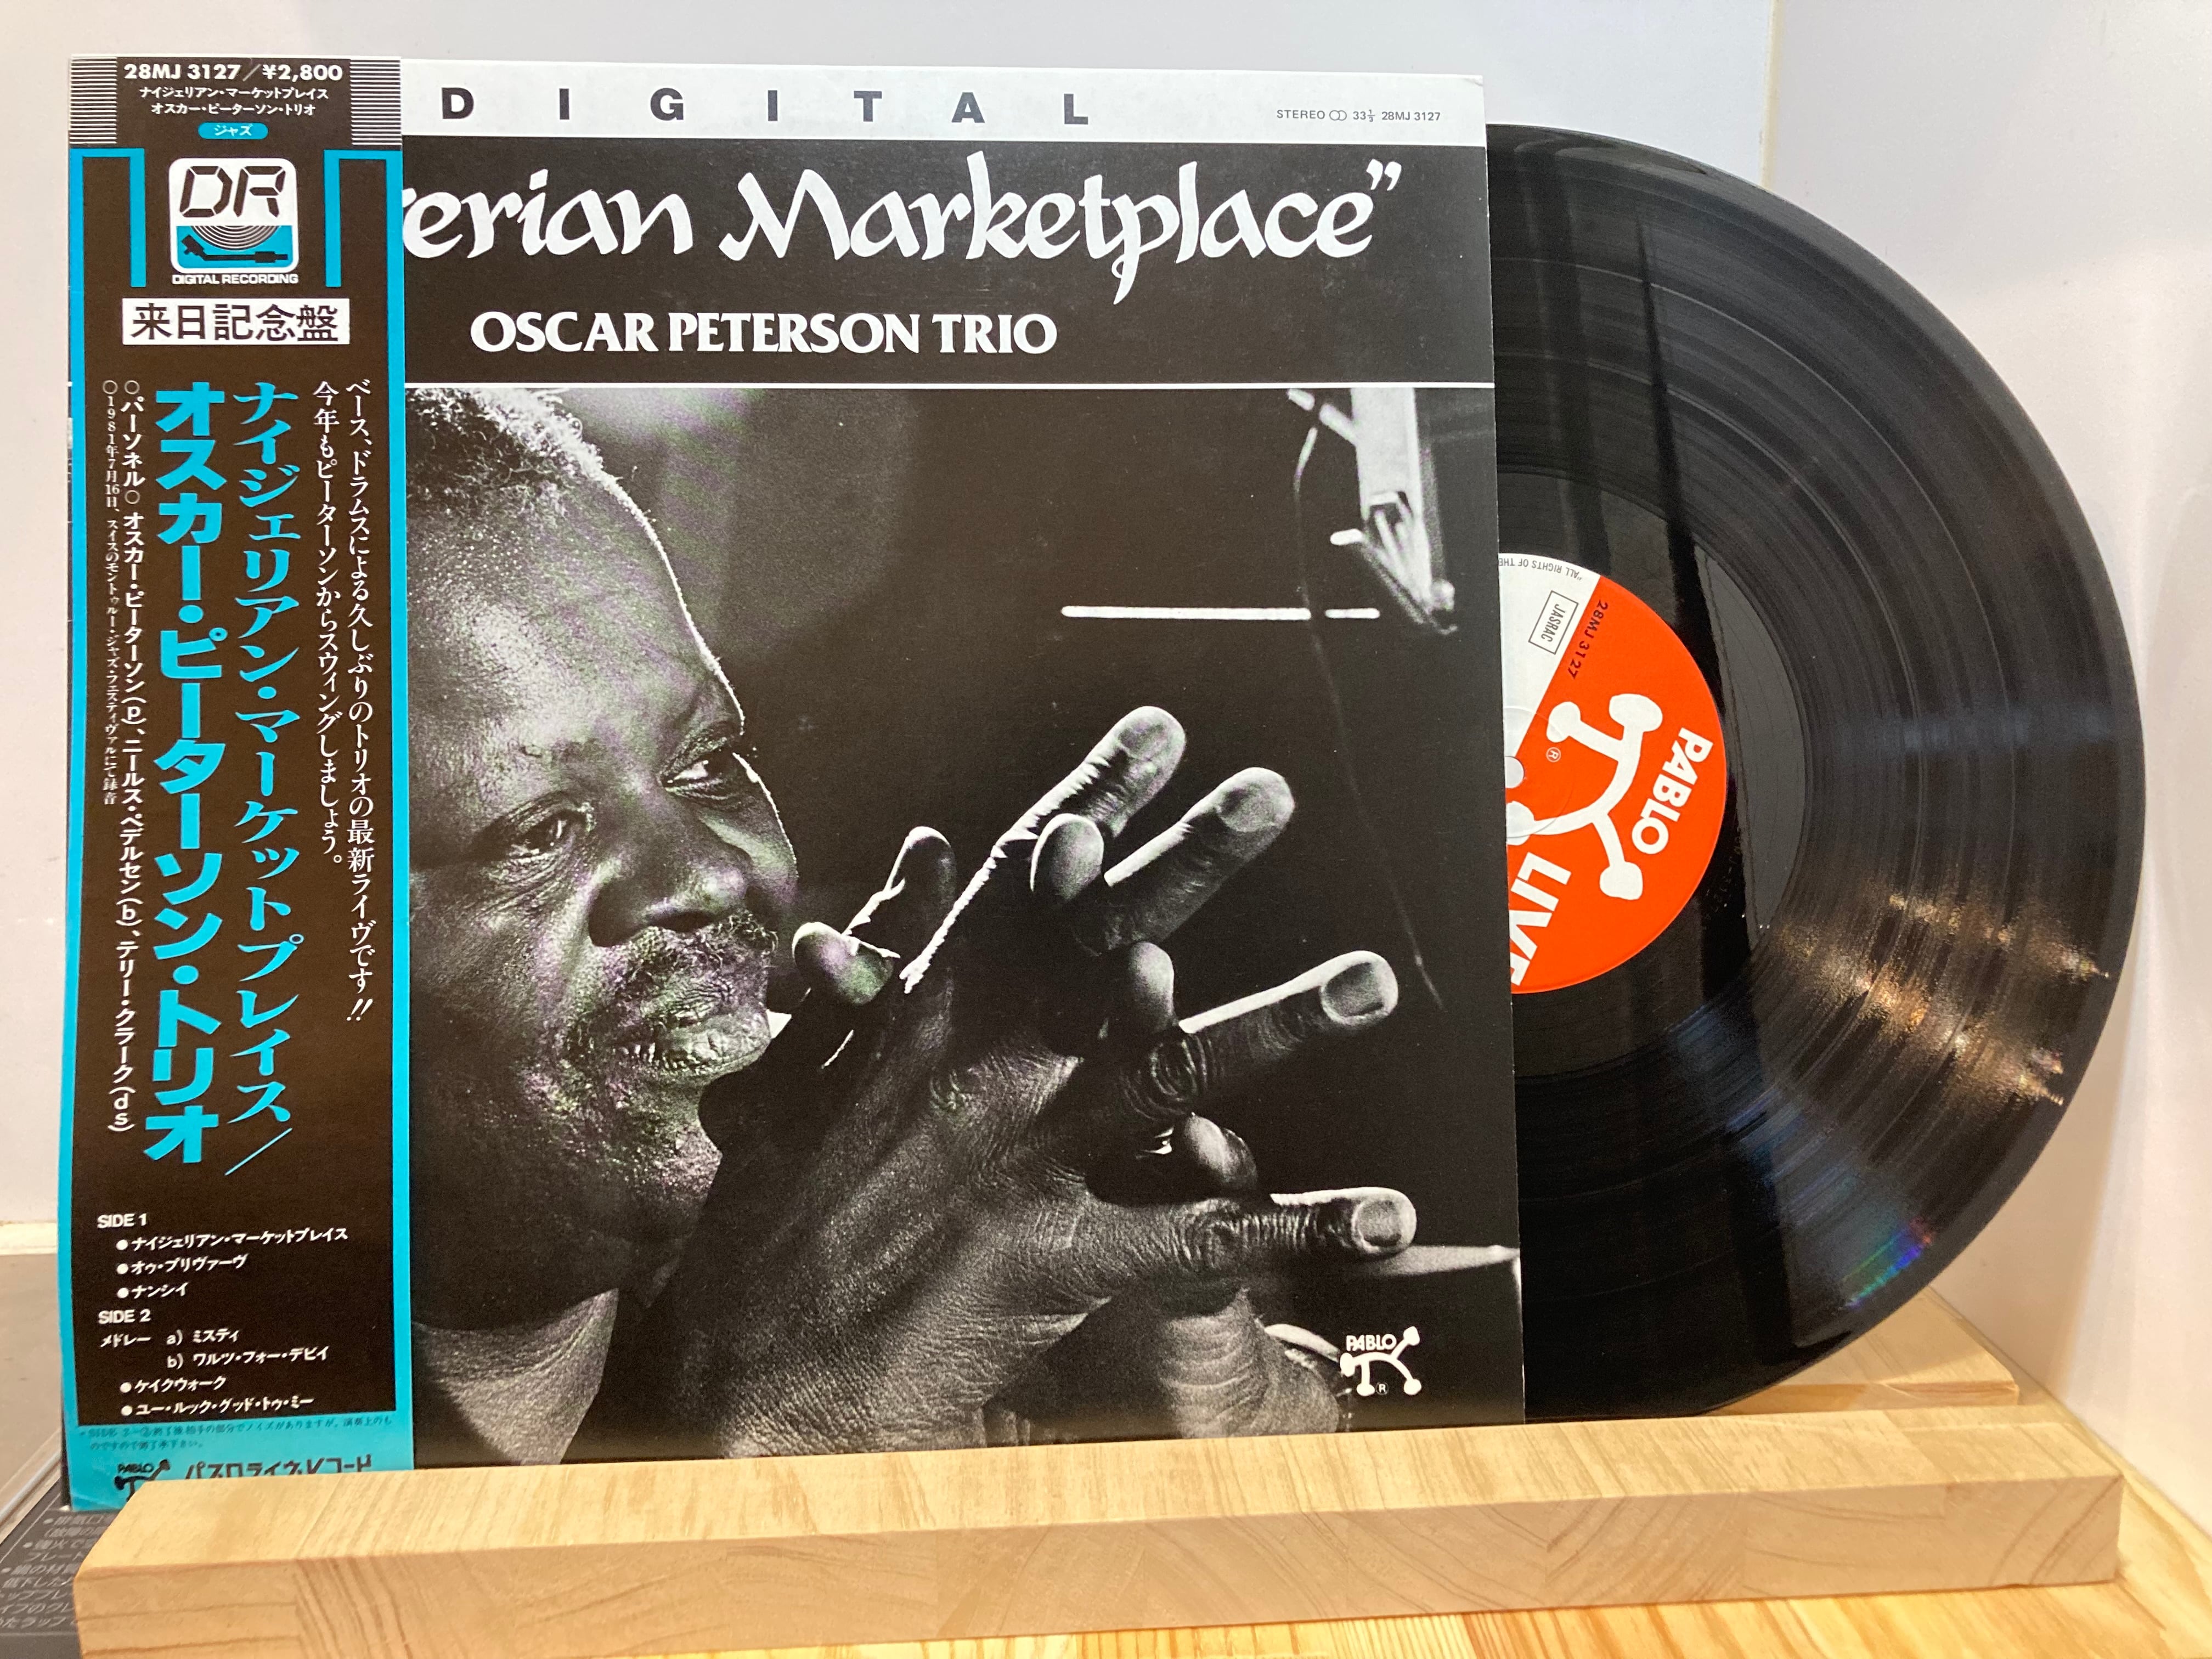 28MJ 3127/¥2,800
ナイジェリアン・マーケットプレイス
オスカー・ピーターソン・トリオ
ジャズ
DR
DIGITAL RECORDING
来日記念盤
ベース、ドラムスによる久しぶりのトリオの最新ライヴです!!
今年もピーターソンからスウィングしましょう。
ナイジェリアン・マーケットプレイス/
オスカー・ピーターソン・トリオ
○パーソネル○ オスカー・ピーターソン(p)、ニールス・ペデルセン(b)、テリー・クラーク(ds)
○1981年7月16日、スイスのモントゥルー・ジャズ・フェスティヴァルにて録音
SIDE 1
●ナイジェリアン・マーケットプレイス
●オゥ・プリヴァーヴ
●ナンシイ
SIDE 2
メドレー a) ミスティ
b) ワルツ・フォー・デビイ
●ケイクウォーク
●ユー・ルック・グッド・トゥ・ミー
PABLO
パブロライヴレコード
DIGITAL
STEREO 33⅓ 28MJ 3127
erian Marketplace”
OSCAR PETERSON TRIO
PABLO
®
"ALL RIGHTS OF THE
JASRAC
28MJ 3127
®
PABLO
LIVE